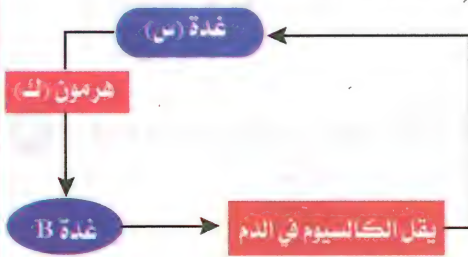 غدة (س)
هرمون (ك)
غدة B
يقل الكالسيوم في الدم